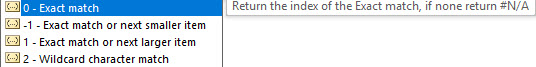 0 - Exact match
Return the index of the Exact match, if none return #N/A
-1 - Exact match or next smaller item
1 - Exact match or next larger item
2 - Wildcard character match